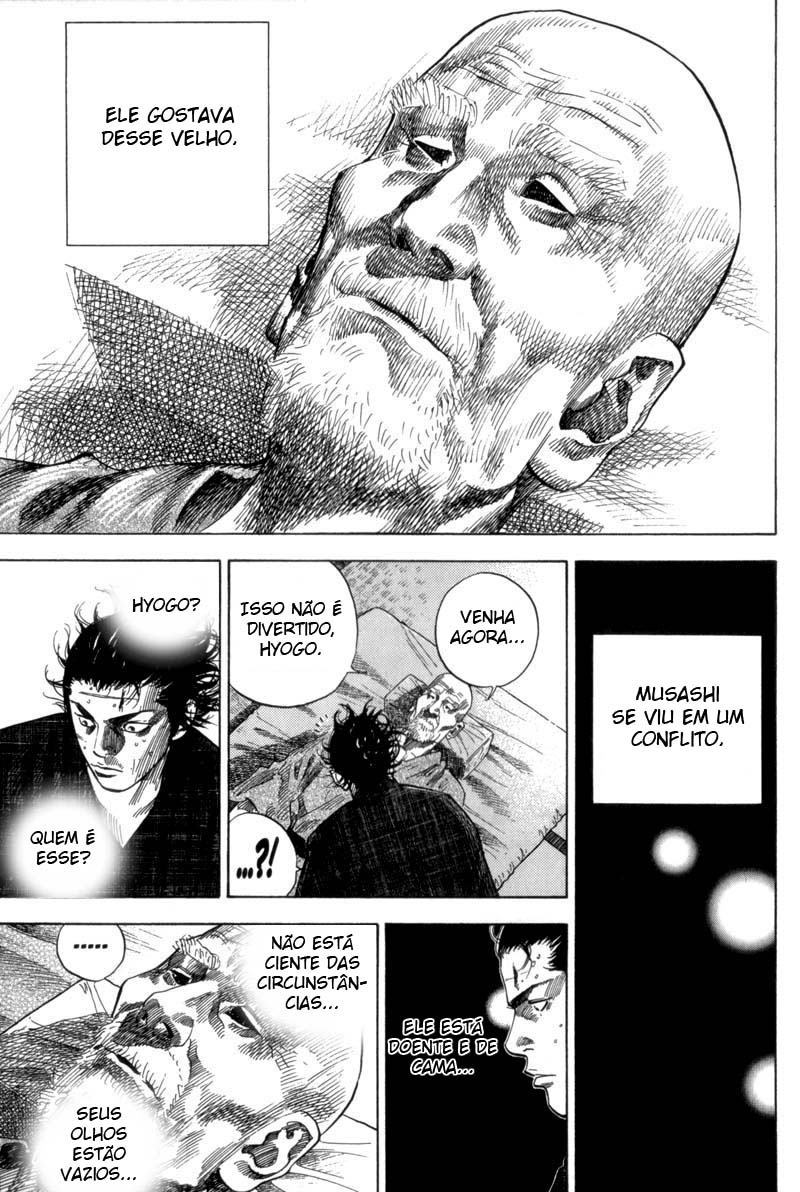 ELE GOSTAVA
DESSE VELHO.
MUSASHI
SE VIU EM UM
CONFLITO.
VENHA
AGORA...
ISSO NÃO É
DIVERTIDO,
HYOGO.
...?!
HYOGO?
QUEM É
ESSE?
ELE ESTÁ
DOENTE E DE
CAMA...
NÃO ESTÁ
CIENTE DAS
CIRCUNSTÂN-
CIAS...
.....
SEUS
OLHOS
ESTÃO
VAZIOS...